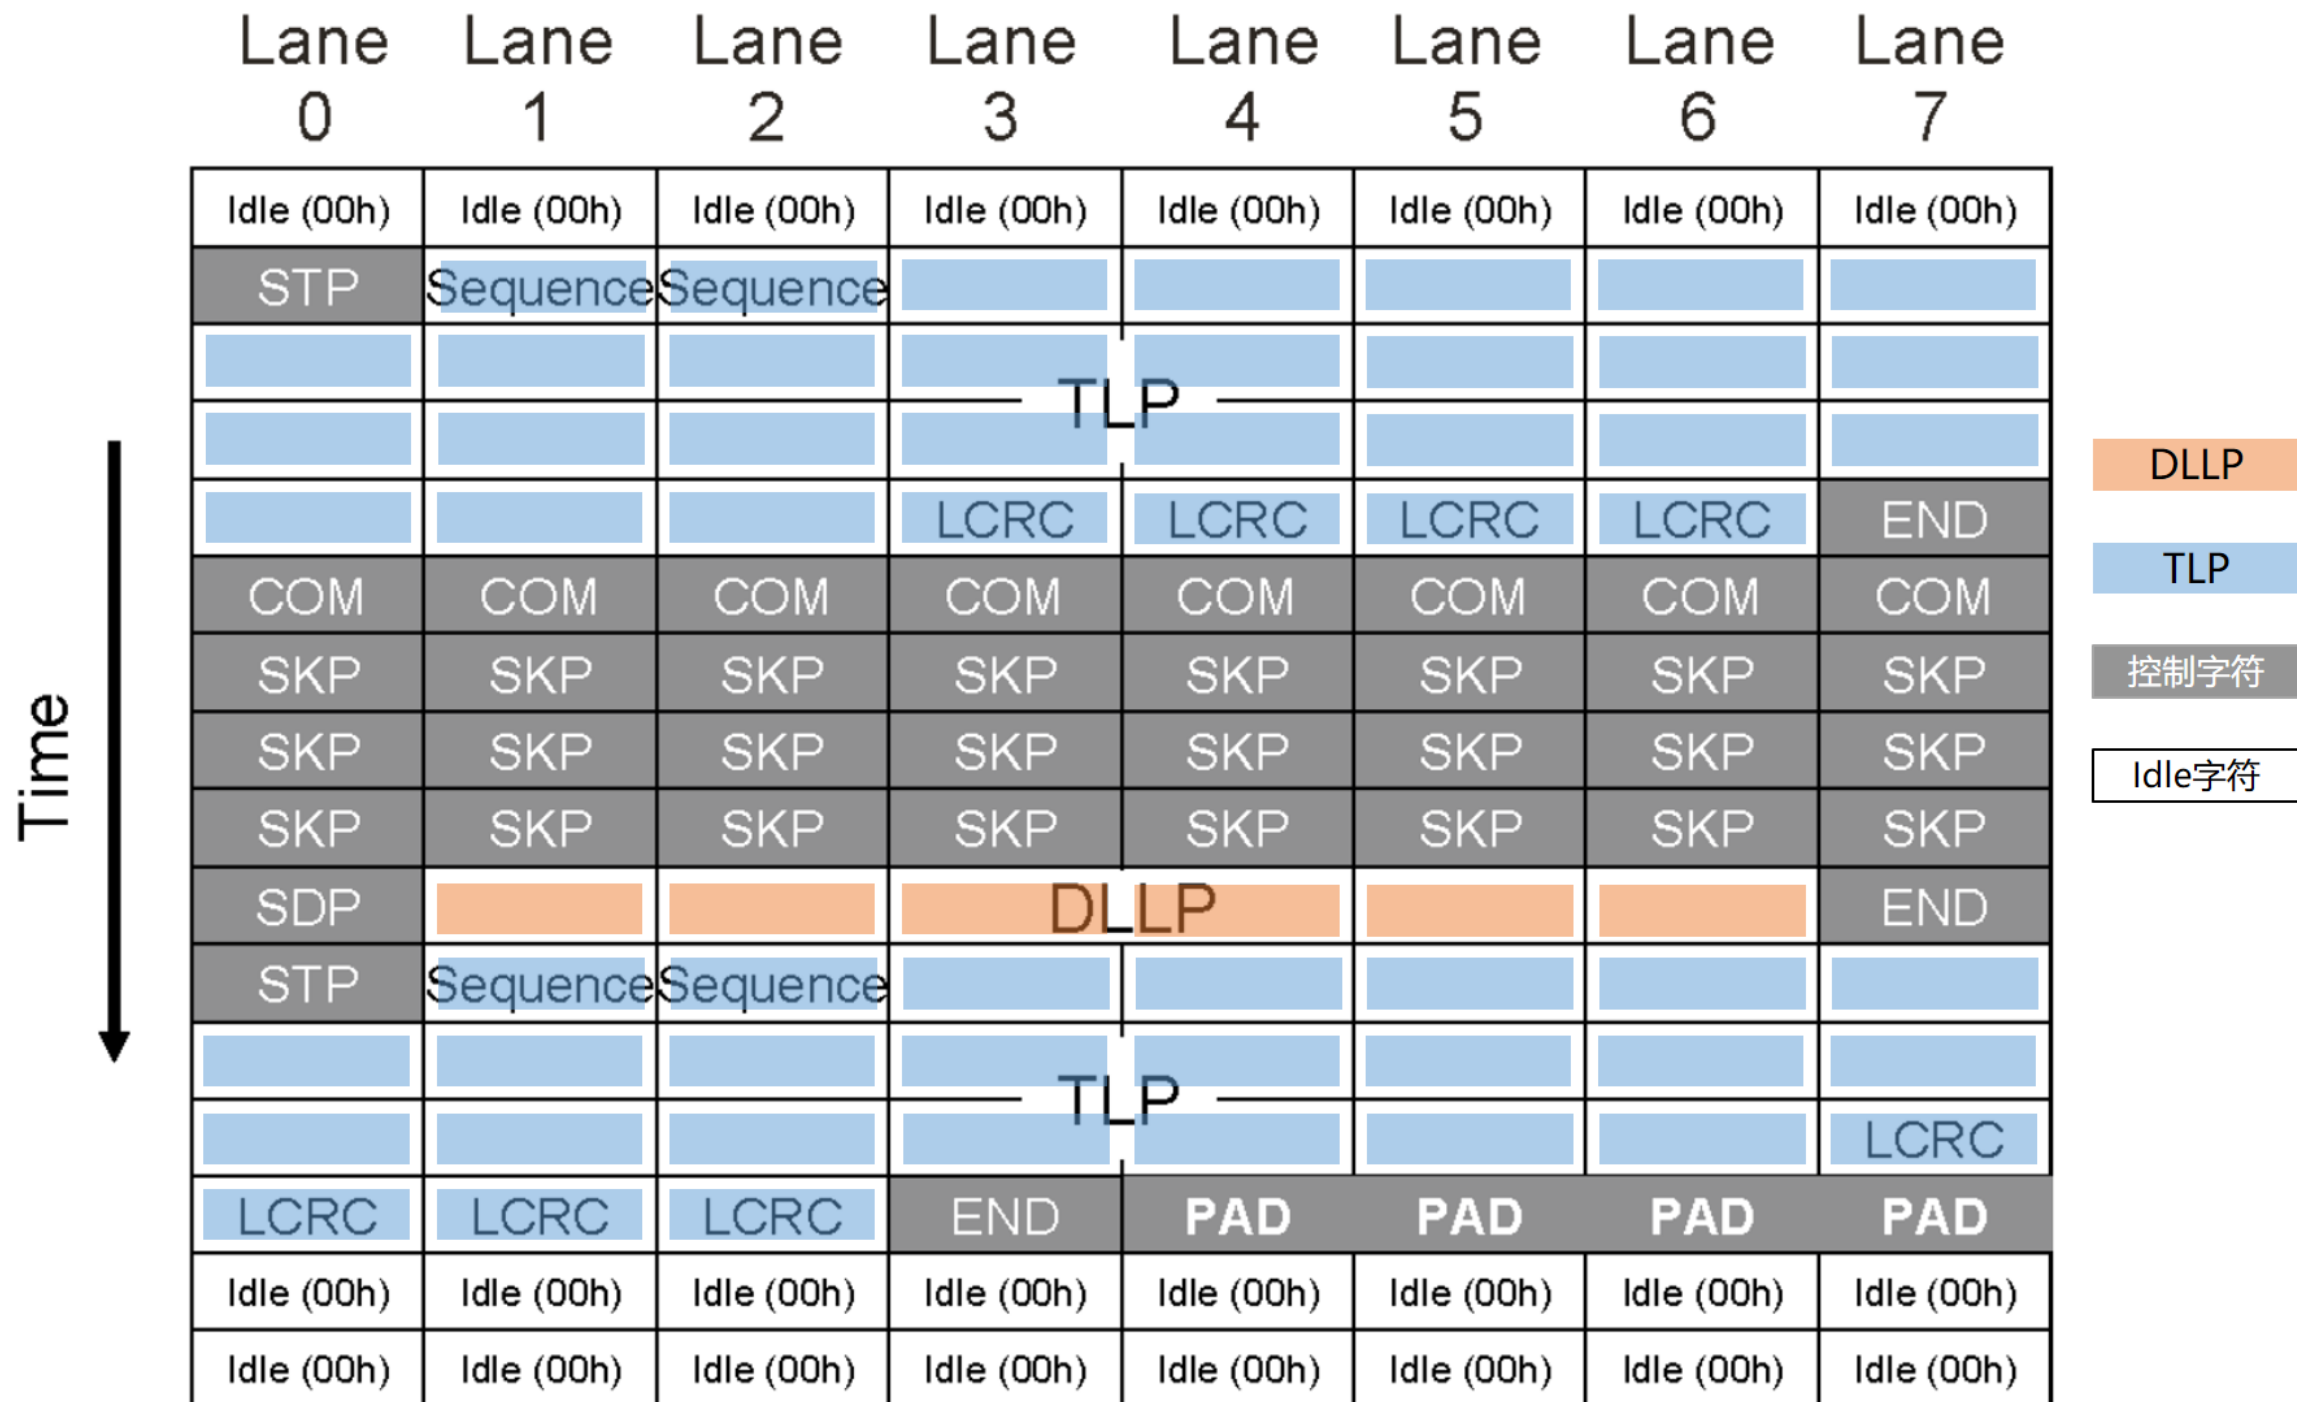 Lane Lane Lane Lane Lane Lane Lane Lane
0 1 2 3 4 5 6 7
Idle (00h) Idle (00h) Idle (00h) Idle (00h) Idle (00h) Idle (00h) Idle (00h) Idle (00h)
STP Sequence Sequence
TLP
LCRC LCRC LCRC LCRC END
COM COM COM COM COM COM COM COM
SKP SKP SKP SKP SKP SKP SKP SKP
SKP SKP SKP SKP SKP SKP SKP SKP
SKP SKP SKP SKP SKP SKP SKP SKP
SDP DLLP END
STP Sequence Sequence
TLP
LCRC
LCRC LCRC LCRC END PAD PAD PAD PAD
Idle (00h) Idle (00h) Idle (00h) Idle (00h) Idle (00h) Idle (00h) Idle (00h) Idle (00h)
Idle (00h) Idle (00h) Idle (00h) Idle (00h) Idle (00h) Idle (00h) Idle (00h) Idle (00h)
Time
DLLP
TLP
控制字符
Idle字符